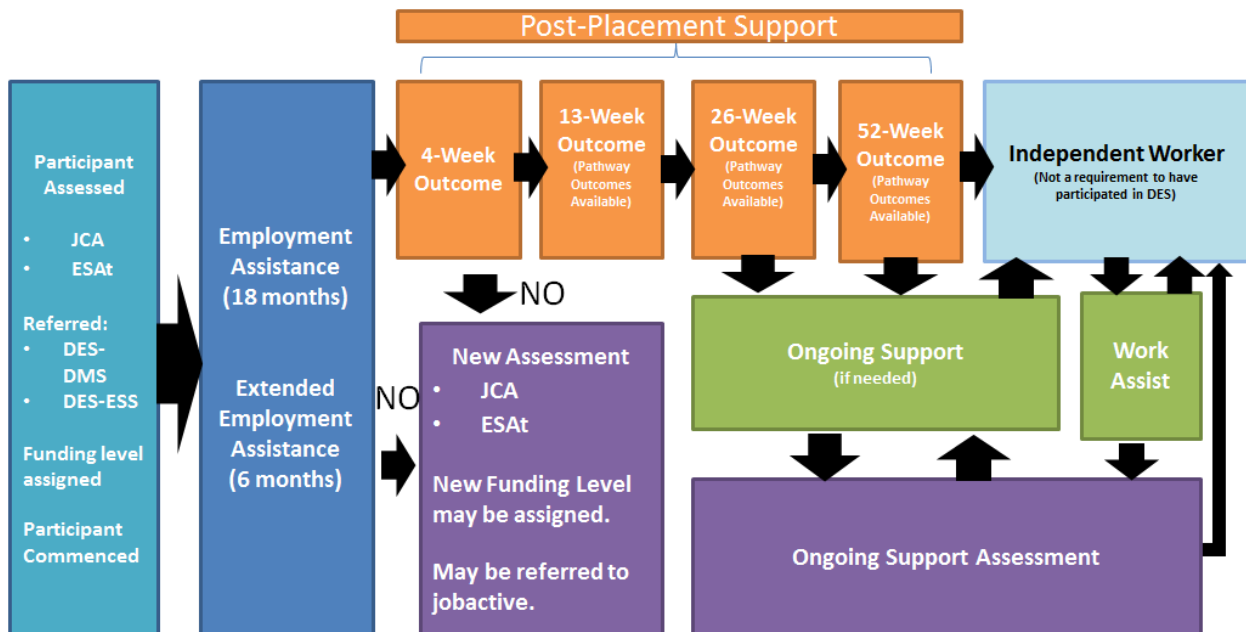 Post-Placement Support
Participant
Assessed
• JCA
• ESAt
Referred:
• DES-
DMS
• DES-ESS
Funding level
assigned
Participant
Commenced
Employment
Assistance
(18 months)
Extended
Employment
Assistance
(6 months)
4-Week
Outcome
13-Week
Outcome
(Pathway
Outcomes
Available)
26-Week
Outcome
(Pathway
Outcomes
Available)
52-Week
Outcome
(Pathway
Outcomes
Available)
Independent Worker
(Not a requirement to have
participated in DES)
NO
NO
New Assessment
• JCA
• ESAt
New Funding Level
may be assigned.
May be referred to
jobactive.
Ongoing Support
(if needed)
Work
Assist
Ongoing Support Assessment